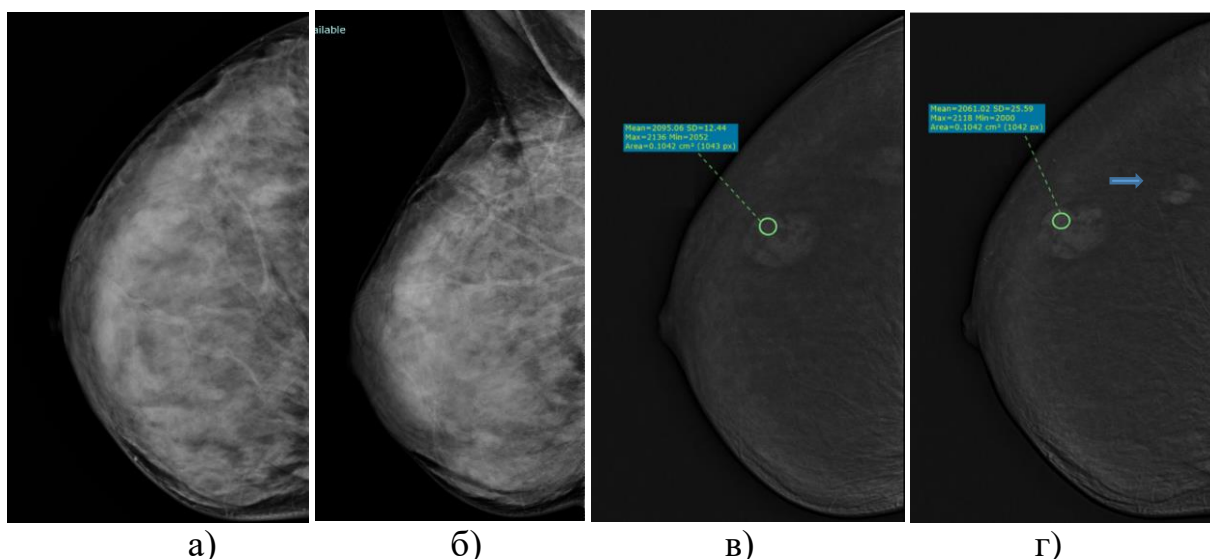 ailable
Mean=2095.06 SD=12.44
Max=2136 Min=2052
Area=0.1042 cm² (1043 px)
Mean=2061.02 SD=25.59
Max=2118 Min=2000
Area=0.1042 cm² (1042 px)
а)
б)
в)
г)